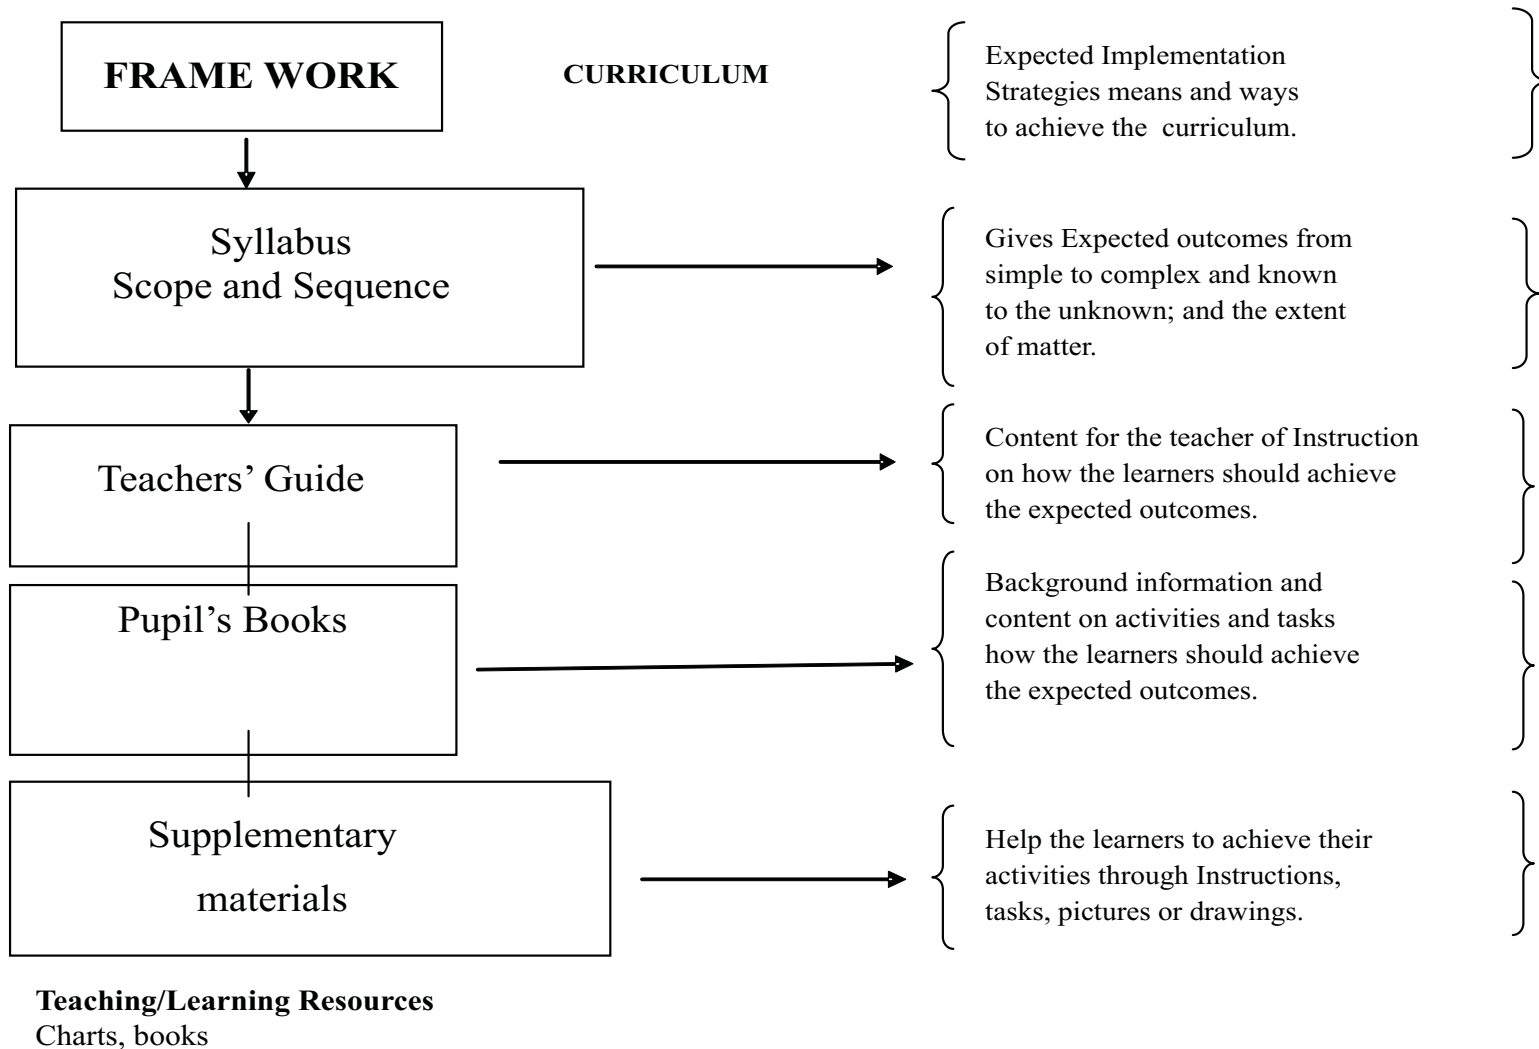 FRAME WORK
CURRICULUM
Expected Implementation
Strategies means and ways
to achieve the curriculum.
Syllabus
Scope and Sequence
Gives Expected outcomes from
simple to complex and known
to the unknown; and the extent
of matter.
Teachers’ Guide
Content for the teacher of Instruction
on how the learners should achieve
the expected outcomes.
Pupil’s Books
Background information and
content on activities and tasks
how the learners should achieve
the expected outcomes.
Supplementary
materials
Help the learners to achieve their
activities through Instructions,
tasks, pictures or drawings.
Teaching/Learning Resources
Charts, books